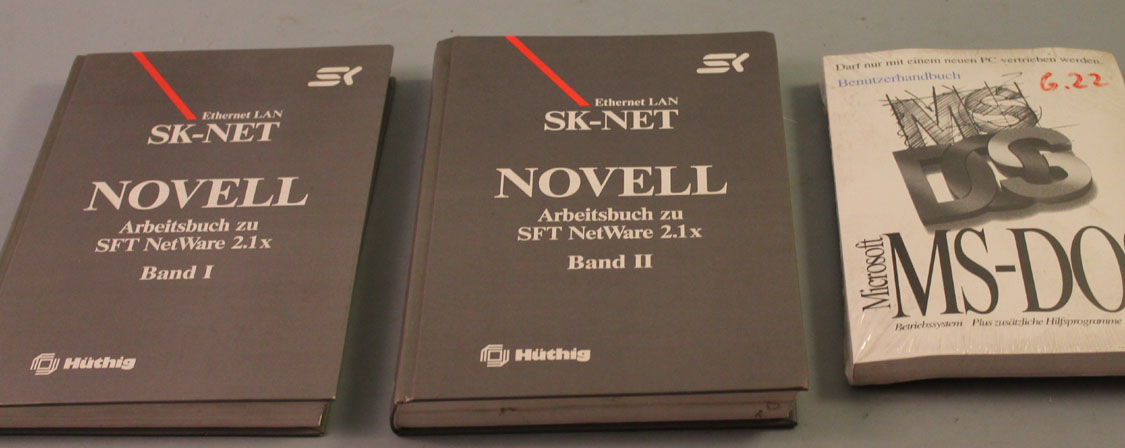 SK
Ethernet LAN
SK-NET
NOVELL
Arbeitsbuch zu
SFT NetWare 2.1x
Band I
Hüthig
SK
Ethernet LAN
SK-NET
NOVELL
Arbeitsbuch zu
SFT NetWare 2.1x
Band II
Hüthig
Darf nur mit einem neuen PC vertrieben werden.
Benutzerhandbuch
6.22
MS
DOS
Microsoft
MS-DO
Betriebssystem Plus zusätzliche Hilfsprogramme